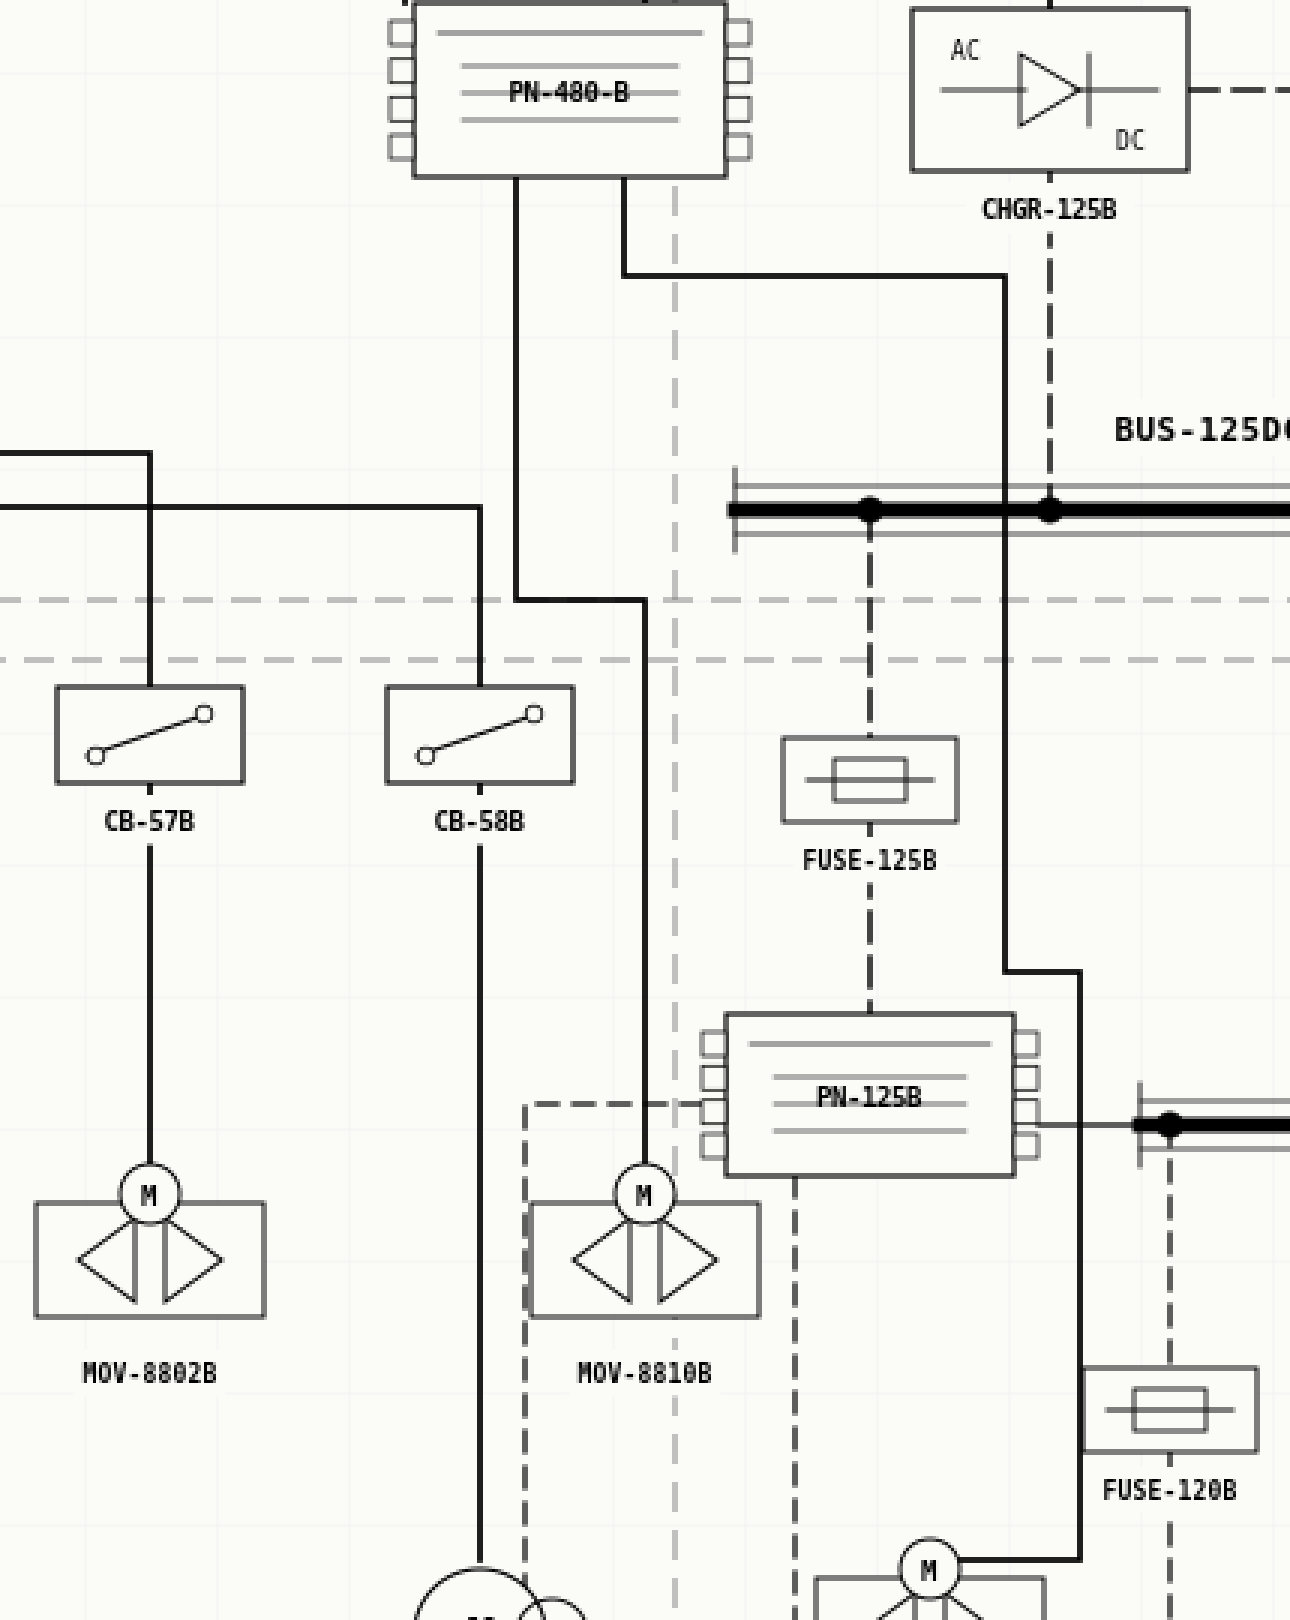 PN-480-B
AC
DC
CHGR-125B
BUS-125D
CB-57B
CB-58B
FUSE-125B
PN-125B
M
M
MOV-8802B
MOV-8810B
FUSE-120B
M